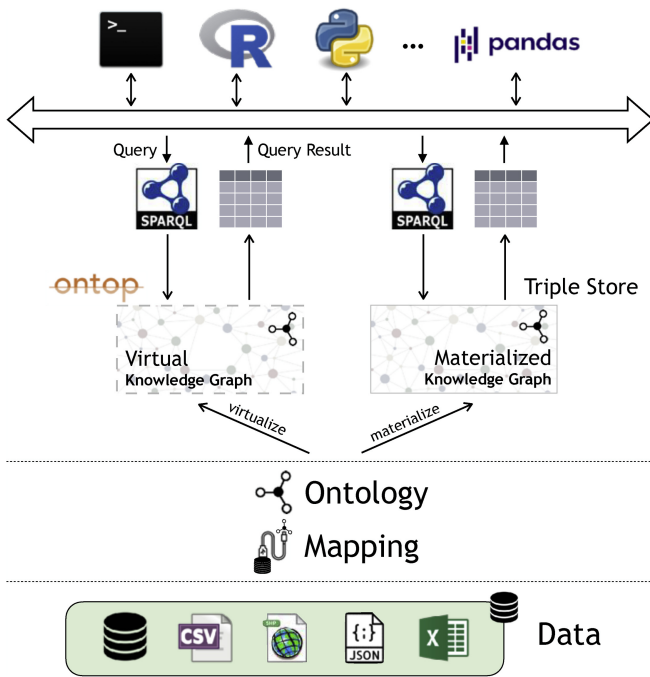 >_
R
...
pandas
Query
Query Result
SPARQL
SPARQL
ontop
Triple Store
Virtual
Knowledge Graph
Materialized
Knowledge Graph
virtualize
materialize
Ontology
Mapping
CSV
SHP
{;}
JSON
X
Data